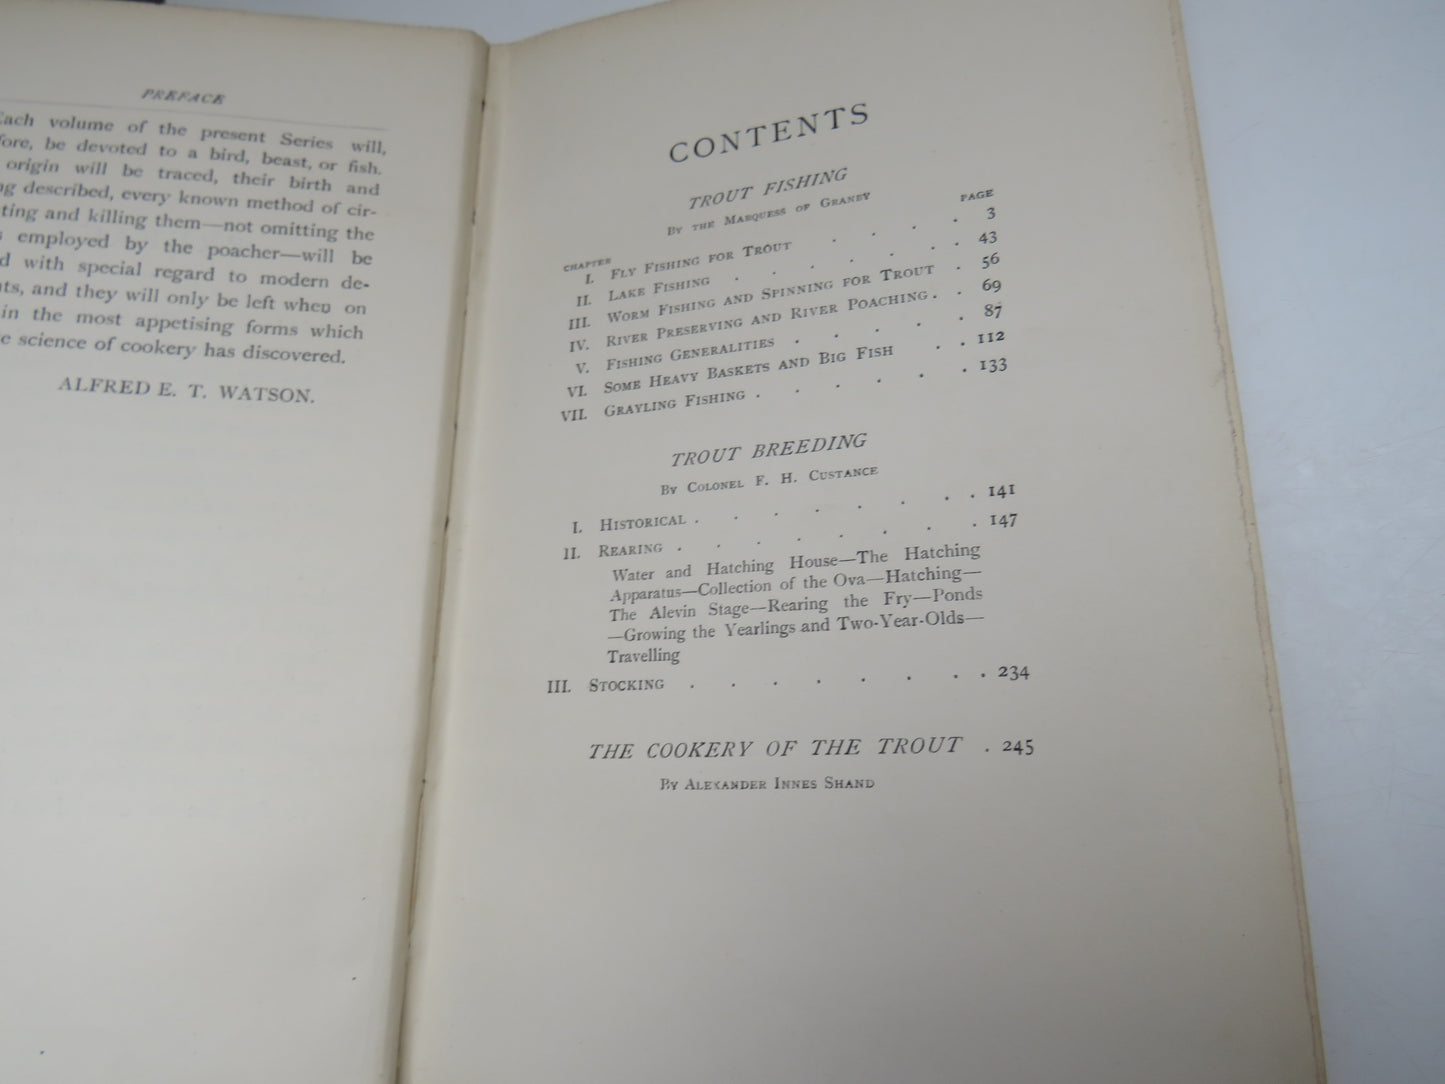 PREFACE
Each volume of the present Series will,
fore, be devoted to a bird, beast, or fish.
origin will be traced, their birth and
ng described, every known method of cir-
ting and killing them—not omitting the
s employed by the poacher—will be
d with special regard to modern de-
ts, and they will only be left when on
in the most appetising forms which
e science of cookery has discovered.
ALFRED E. T. WATSON.
CONTENTS
TROUT FISHING
BY THE MARQUESS OF GRANBY
CHAPTER PAGE
I. FLY FISHING FOR TROUT . . . . 3
II. LAKE FISHING . . . . . . . 43
III. WORM FISHING AND SPINNING FOR TROUT . 56
IV. RIVER PRESERVING AND RIVER POACHING . . 69
V. FISHING GENERALITIES . . . . . 87
VI. SOME HEAVY BASKETS AND BIG FISH . . 112
VII. GRAYLING FISHING . . . . . . 133
TROUT BREEDING
BY COLONEL F. H. CUSTANCE
I. HISTORICAL . . . . . . . . 141
II. REARING . . . . . . . . 147
Water and Hatching House—The Hatching
Apparatus—Collection of the Ova—Hatching—
The Alevin Stage—Rearing the Fry—Ponds
—Growing the Yearlings and Two-Year-Olds—
Travelling
III. STOCKING . . . . . . . . 234
THE COOKERY OF THE TROUT . 245
BY ALEXANDER INNES SHAND